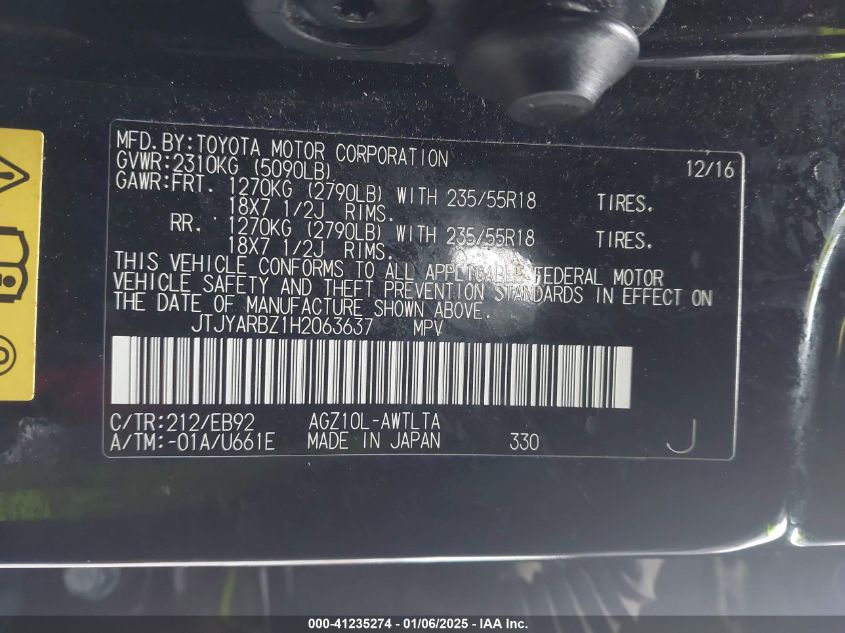 MFD.BY:TOYOTA MOTOR CORPORATION 12/16
GVWR:2310KG (5090LB)
GAWR:FRT. 1270KG (2790LB) WITH 235/55R18 TIRES.
18X7 1/2J RIMS.
RR. 1270KG (2790LB) WITH 235/55R18 TIRES.
18X7 1/2J RIMS.
THIS VEHICLE CONFORMS TO ALL APPLICABLE FEDERAL MOTOR
VEHICLE SAFETY AND THEFT PREVENTION STANDARDS IN EFFECT ON
THE DATE OF MANUFACTURE SHOWN ABOVE.
JTJYARBZ1H2063637 MPV
C/TR:212/EB92 AGZ10L-AWTLTA
A/TM:-01A/U661E MADE IN JAPAN 330 J
000-41235274 - 01/06/2025 - IAA Inc.